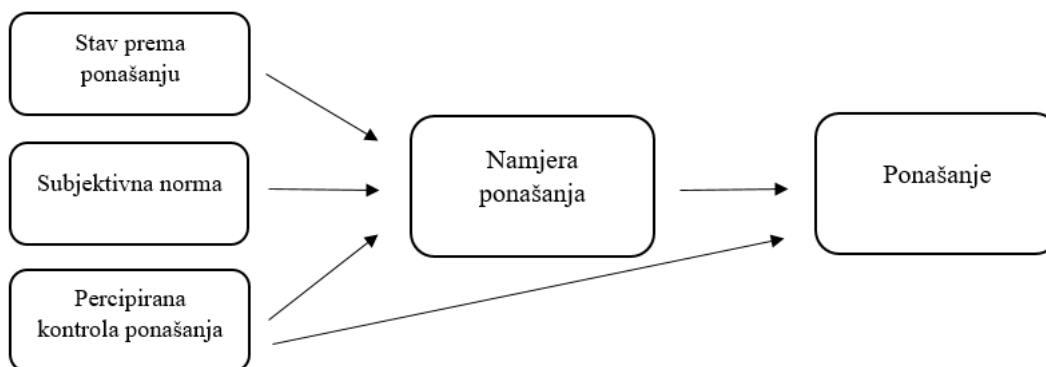 Stav prema
ponašanju
Subjektivna norma
Percipirana
kontrola ponašanja
Namjera
ponašanja
Ponašanje